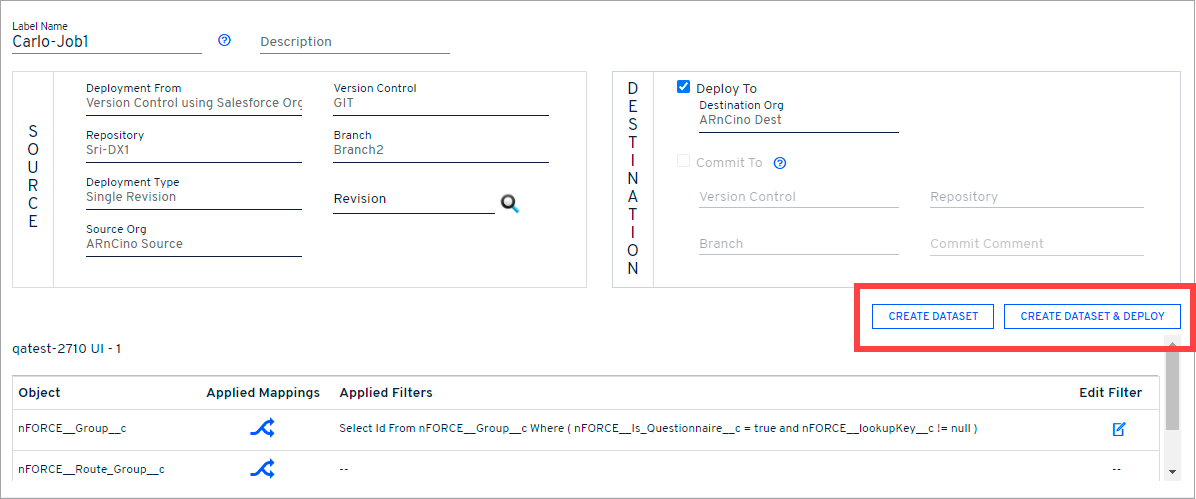 Label Name
Carlo-Job1
Description
SOURCE
Deployment From
Version Control using Salesforce Org
Version Control
GIT
Repository
Sri-DX1
Branch
Branch2
Deployment Type
Single Revision
Revision
Source Org
ARnCino Source
DESTINATION
Deploy To
Destination Org
ARnCino Dest
Commit To
Version Control
Repository
Branch
Commit Comment
CREATE DATASET
CREATE DATASET & DEPLOY
qatest-2710 UI - 1
Object Applied Mappings Applied Filters Edit Filter
nFORCE__Group__c Select Id From nFORCE__Group__c Where ( nFORCE__Is_Questionnaire__c = true and nFORCE__lookupKey__c != null )
nFORCE__Route_Group__c -- --